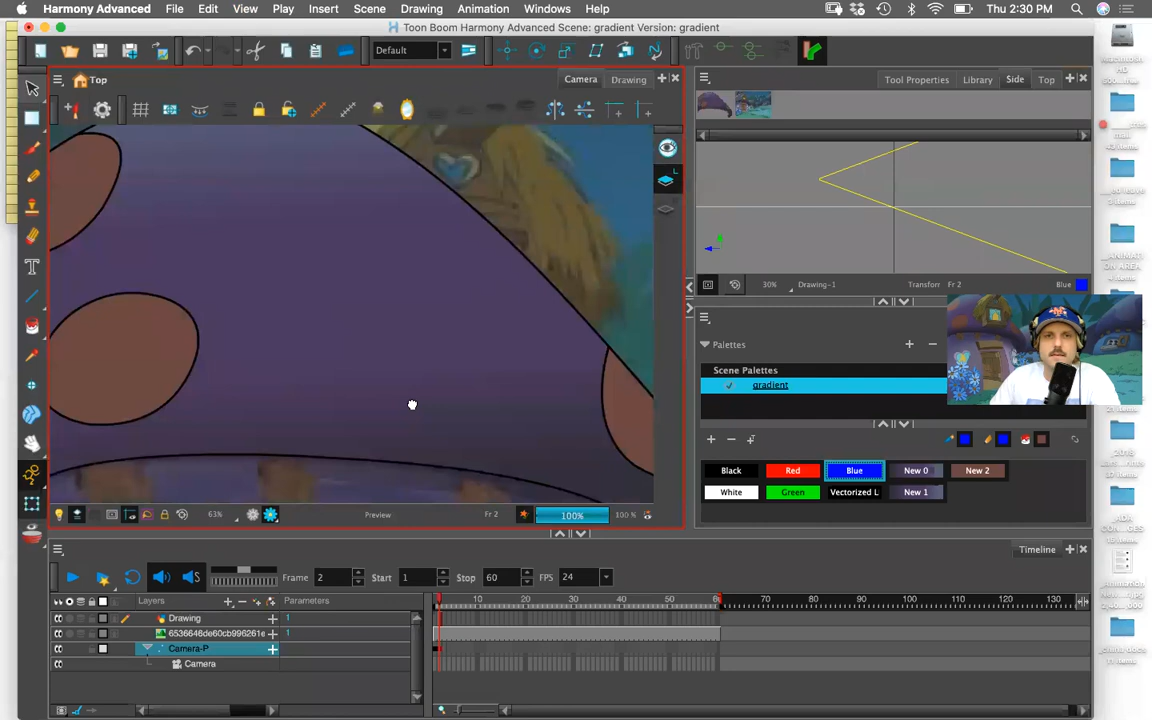 Harmony Advanced File Edit View Play Insert Scene Drawing Animation Windows Help Thu 2:30 PM
Toon Boom Harmony Advanced Scene: gradient Version: gradient
Default
Top Camera Drawing
Tool Properties Library Side Top
30% Drawing-1 Transform Fr 2 Blue
Palettes
Scene Palettes
gradient
Black Red Blue New 0 New 2
White Green Vectorized L New 1
63% Preview Fr 2 100% 100 %
Timeline
Frame 2 Start 1 Stop 60 FPS 24
Layers Parameters
10 20 30 40 50 60 70 80 90 100 110 120 130
Drawing 1
6536646de60cb996261e 1
Camera-P
Camera